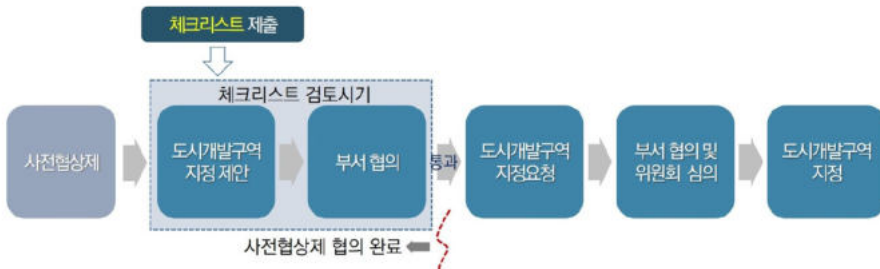 체크리스트 제출
체크리스트 검토시기
사전협상제
도시개발구역
지정 제안
부서 협의
통과
도시개발구역
지정요청
부서 협의 및
위원회 심의
도시개발구역
지정
사전협상제 협의 완료